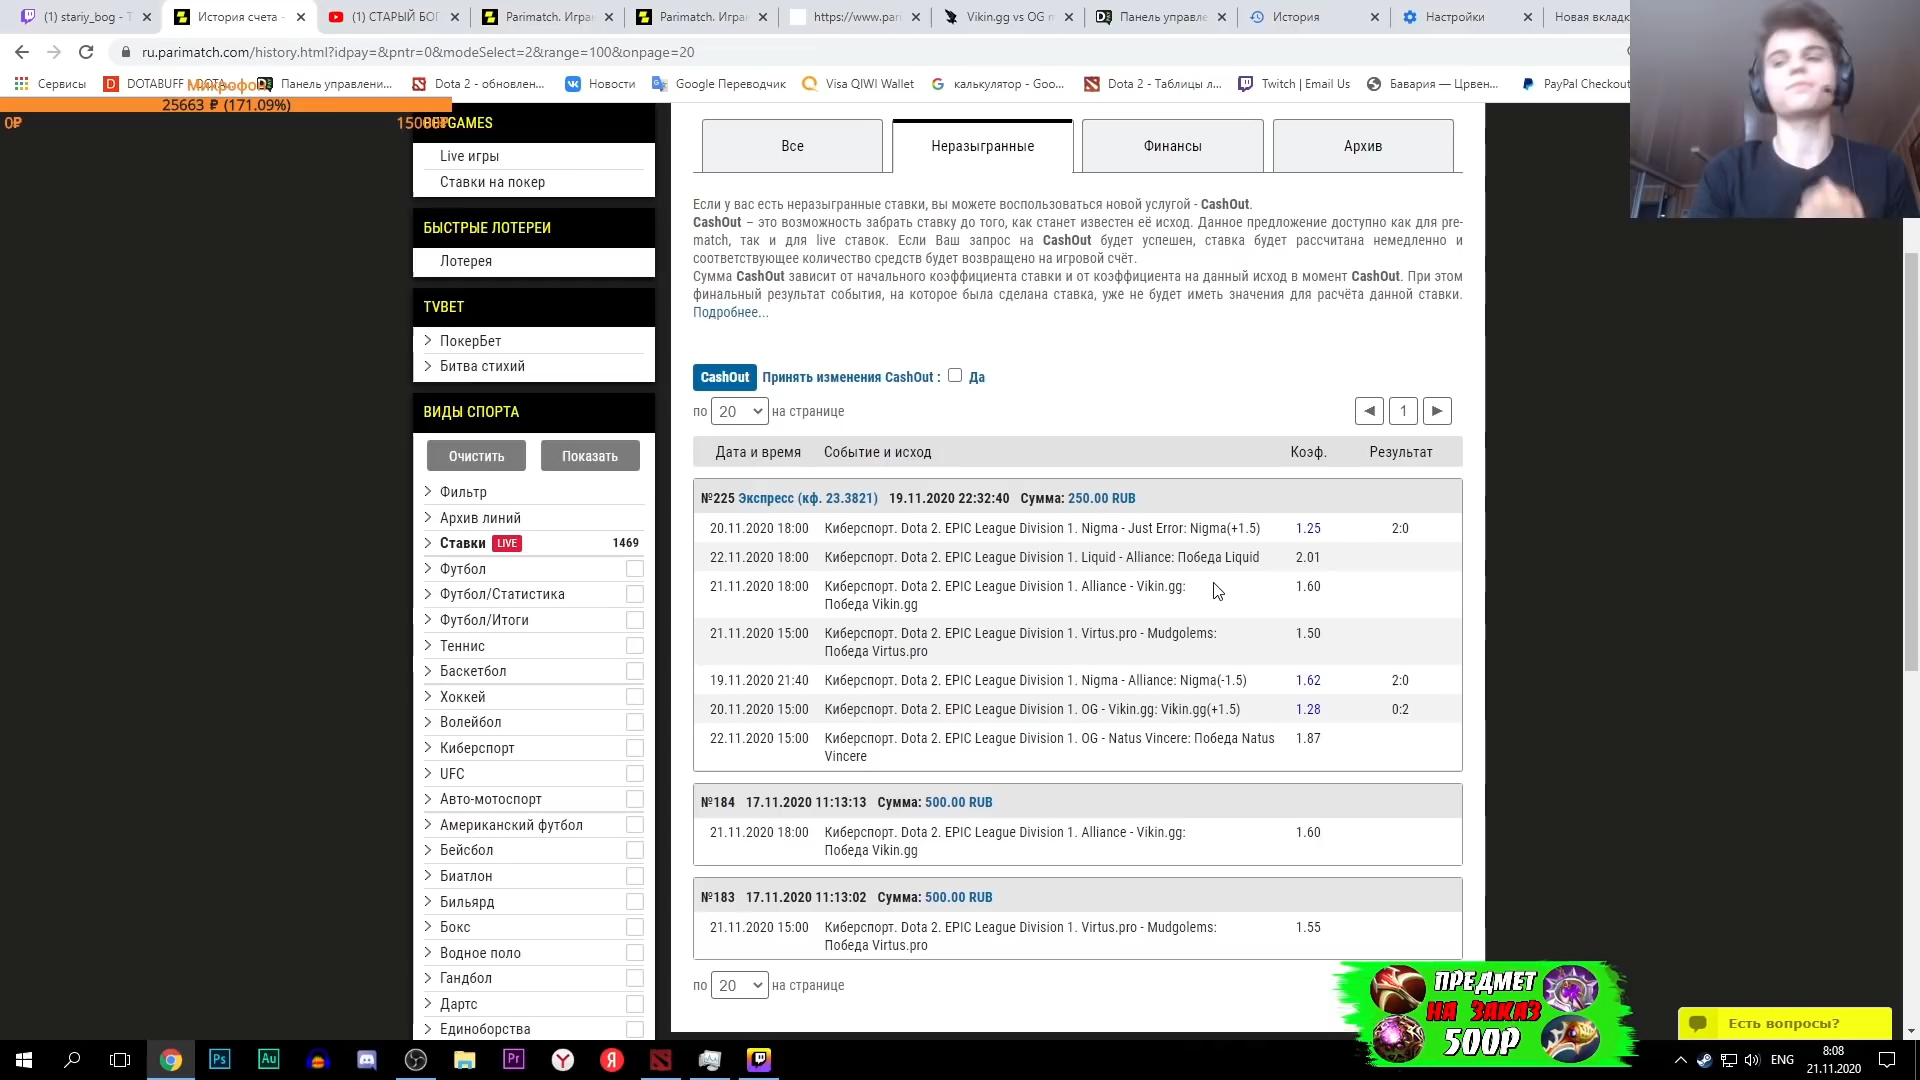 (1) stariy_bog - T
История счета -
(1) СТАРЫЙ БОГ
Parimatch. Игра
Parimatch. Игра
https://www.pari
Vikin.gg vs OG
Панель управле
История
Настройки
Новая вкладк
ru.parimatch.com/history.html?idpay=&pntr=0&modeSelect=2&range=100&onpage=20
Сервисы
DOTABUFF
Панель управлени...
Dota 2 - обновлен...
Новости
Google Переводчик
Visa QIWI Wallet
калькулятор - Goo...
Dota 2 - Таблицы л...
Twitch | Email Us
Бавария — Црвен...
PayPal Checkout
Микрофон
25663 ₽ (171.09%)
0₽
BETGAMES
Live игры
Ставки на покер
БЫСТРЫЕ ЛОТЕРЕИ
Лотерея
TVBET
ПокерБет
Битва стихий
ВИДЫ СПОРТА
Очистить
Показать
Фильтр
Архив линий
Ставки LIVE 1469
Футбол
Футбол/Статистика
Футбол/Итоги
Теннис
Баскетбол
Хоккей
Волейбол
Киберспорт
UFC
Авто-мотоспорт
Американский футбол
Бейсбол
Биатлон
Бильярд
Бокс
Водное поло
Гандбол
Дартс
Единоборства
Все
Неразыгранные
Финансы
Архив
Если у вас есть неразыгранные ставки, вы можете воспользоваться новой услугой - CashOut.
CashOut – это возможность забрать ставку до того, как станет известен её исход. Данное предложение доступно как для pre-
match, так и для live ставок. Если Ваш запрос на CashOut будет успешен, ставка будет рассчитана немедленно и
соответствующее количество средств будет возвращено на игровой счёт.
Сумма CashOut зависит от начального коэффициента ставки и от коэффициента на данный исход в момент CashOut. При этом
финальный результат события, на которое была сделана ставка, уже не будет иметь значения для расчёта данной ставки.
Подробнее...
CashOut Принять изменения CashOut : Да
по 20 на странице
1
Дата и время Событие и исход Коэф. Результат
№225 Экспресс (кф. 23.3821) 19.11.2020 22:32:40 Сумма: 250.00 RUB
20.11.2020 18:00 Киберспорт. Dota 2. EPIC League Division 1. Nigma - Just Error: Nigma(+1.5) 1.25 2:0
22.11.2020 18:00 Киберспорт. Dota 2. EPIC League Division 1. Liquid - Alliance: Победа Liquid 2.01
21.11.2020 18:00 Киберспорт. Dota 2. EPIC League Division 1. Alliance - Vikin.gg: 1.60
Победа Vikin.gg
21.11.2020 15:00 Киберспорт. Dota 2. EPIC League Division 1. Virtus.pro - Mudgolems: 1.50
Победа Virtus.pro
19.11.2020 21:40 Киберспорт. Dota 2. EPIC League Division 1. Nigma - Alliance: Nigma(-1.5) 1.62 2:0
20.11.2020 15:00 Киберспорт. Dota 2. EPIC League Division 1. OG - Vikin.gg: Vikin.gg(+1.5) 1.28 0:2
22.11.2020 15:00 Киберспорт. Dota 2. EPIC League Division 1. OG - Natus Vincere: Победа Natus 1.87
Vincere
№184 17.11.2020 11:13:13 Сумма: 500.00 RUB
21.11.2020 18:00 Киберспорт. Dota 2. EPIC League Division 1. Alliance - Vikin.gg: 1.60
Победа Vikin.gg
№183 17.11.2020 11:13:02 Сумма: 500.00 RUB
21.11.2020 15:00 Киберспорт. Dota 2. EPIC League Division 1. Virtus.pro - Mudgolems: 1.55
Победа Virtus.pro
по 20 на странице
ПРЕДМЕТ
НА ЗАКАЗ
500Р
Есть вопросы?
Ps
Au
Pr
ENG
8:08
21.11.2020